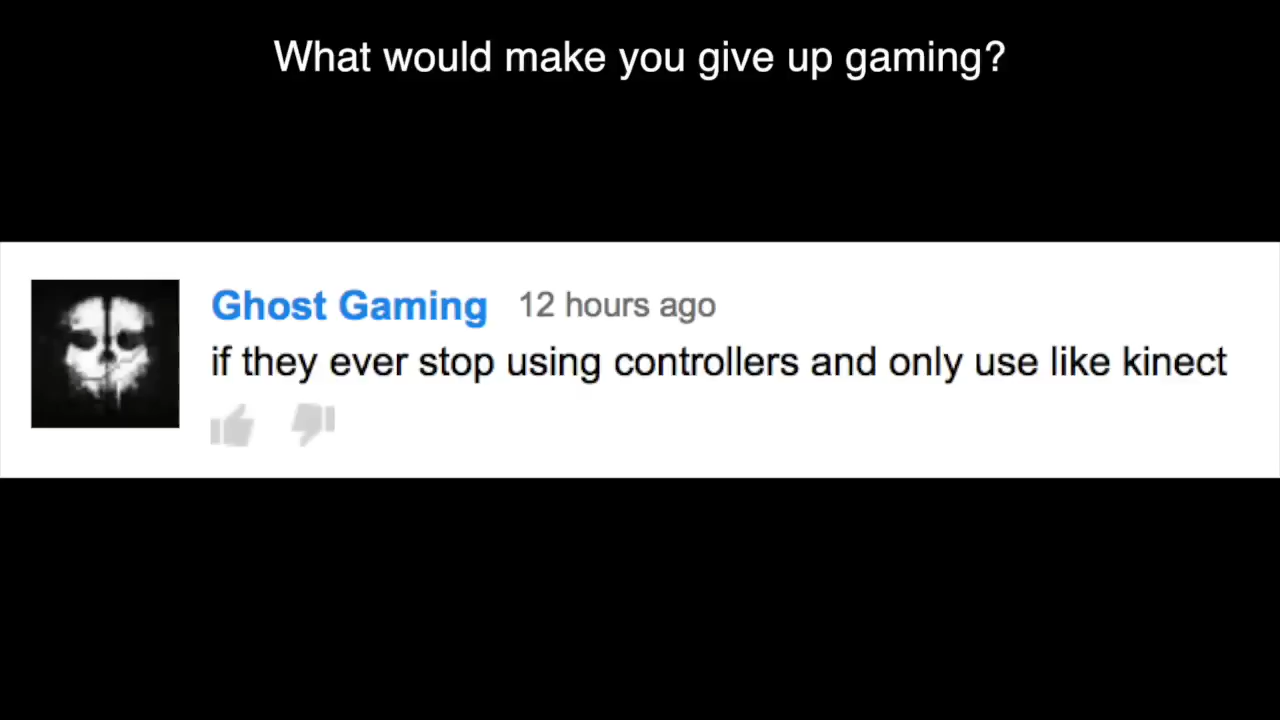 What would make you give up gaming?
Ghost Gaming 12 hours ago
if they ever stop using controllers and only use like kinect